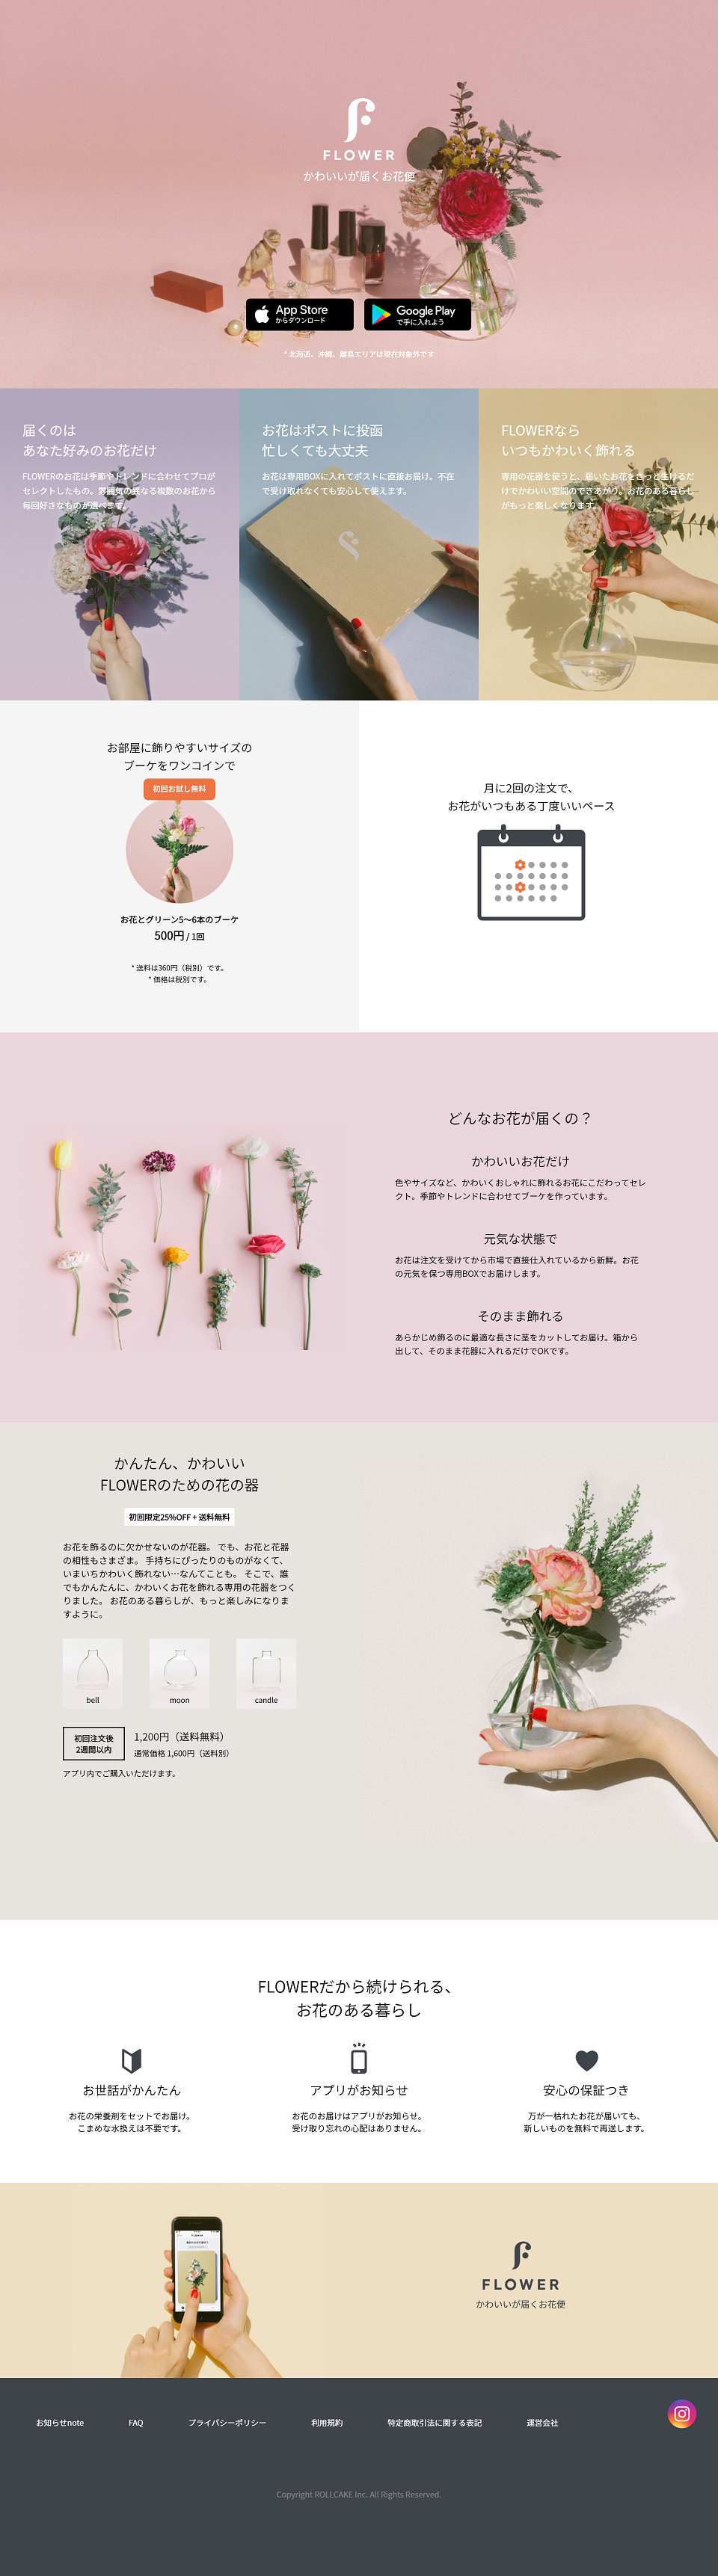 FLOWER
かわいいが届くお花便
App Store
からダウンロード
Google Play
で手に入れよう
* 北海道、沖縄、離島エリアは現在対象外です
届くのは
あなた好みのお花だけ
FLOWERのお花は季節やトレンドに合わせてプロが
セレクトしたもの。雰囲気の異なる複数のお花から
毎回好きなものが選べます。
お花はポストに投函
忙しくても大丈夫
お花は専用BOXに入れてポストに直接お届け。不在
で受け取れなくても安心して使えます。
FLOWERなら
いつもかわいく飾れる
専用の花器を使うと、届いたお花をさっと生けるだ
けでかわいい空間のできあがり。お花のある暮らし
がもっと楽しくなります。
お部屋に飾りやすいサイズの
ブーケをワンコインで
初回お試し無料
お花とグリーン5〜6本のブーケ
500円 / 1回
* 送料は360円（税別）です。
* 価格は税別です。
月に2回の注文で、
お花がいつもある丁度いいペース
どんなお花が届くの？
かわいいお花だけ
色やサイズなど、かわいくおしゃれに飾れるお花にこだわってセレ
クト。季節やトレンドに合わせてブーケを作っています。
元気な状態で
お花は注文を受けてから市場で直接仕入れているから新鮮。お花
の元気を保つ専用BOXでお届けします。
そのまま飾れる
あらかじめ飾るのに最適な長さに茎をカットしてお届け。箱から
出して、そのまま花器に入れるだけでOKです。
かんたん、かわいい
FLOWERのための花の器
初回限定25%OFF + 送料無料
お花を飾るのに欠かせないのが花器。 でも、お花と花器
の相性もさまざま。 手持ちにぴったりのものがなくて、
いまいちかわいく飾れない…なんてことも。 そこで、誰
でもかんたんに、かわいくお花を飾れる専用の花器をつく
りました。 お花のある暮らしが、もっと楽しみになりま
すように。
bell
moon
candle
初回注文後
2週間以内
1,200円（送料無料）
通常価格 1,600円（送料別）
アプリ内でご購入いただけます。
FLOWERだから続けられる、
お花のある暮らし
お世話がかんたん
お花の栄養剤をセットでお届け。
こまめな水換えは不要です。
アプリがお知らせ
お花のお届けはアプリがお知らせ。
受け取り忘れの心配はありません。
安心の保証つき
万が一枯れたお花が届いても、
新しいものを無料で再送します。
FLOWER
かわいいが届くお花便
お知らせnote
FAQ
プライバシーポリシー
利用規約
特定商取引法に関する表記
運営会社
Copyright ROLLCAKE Inc. All Rights Reserved.